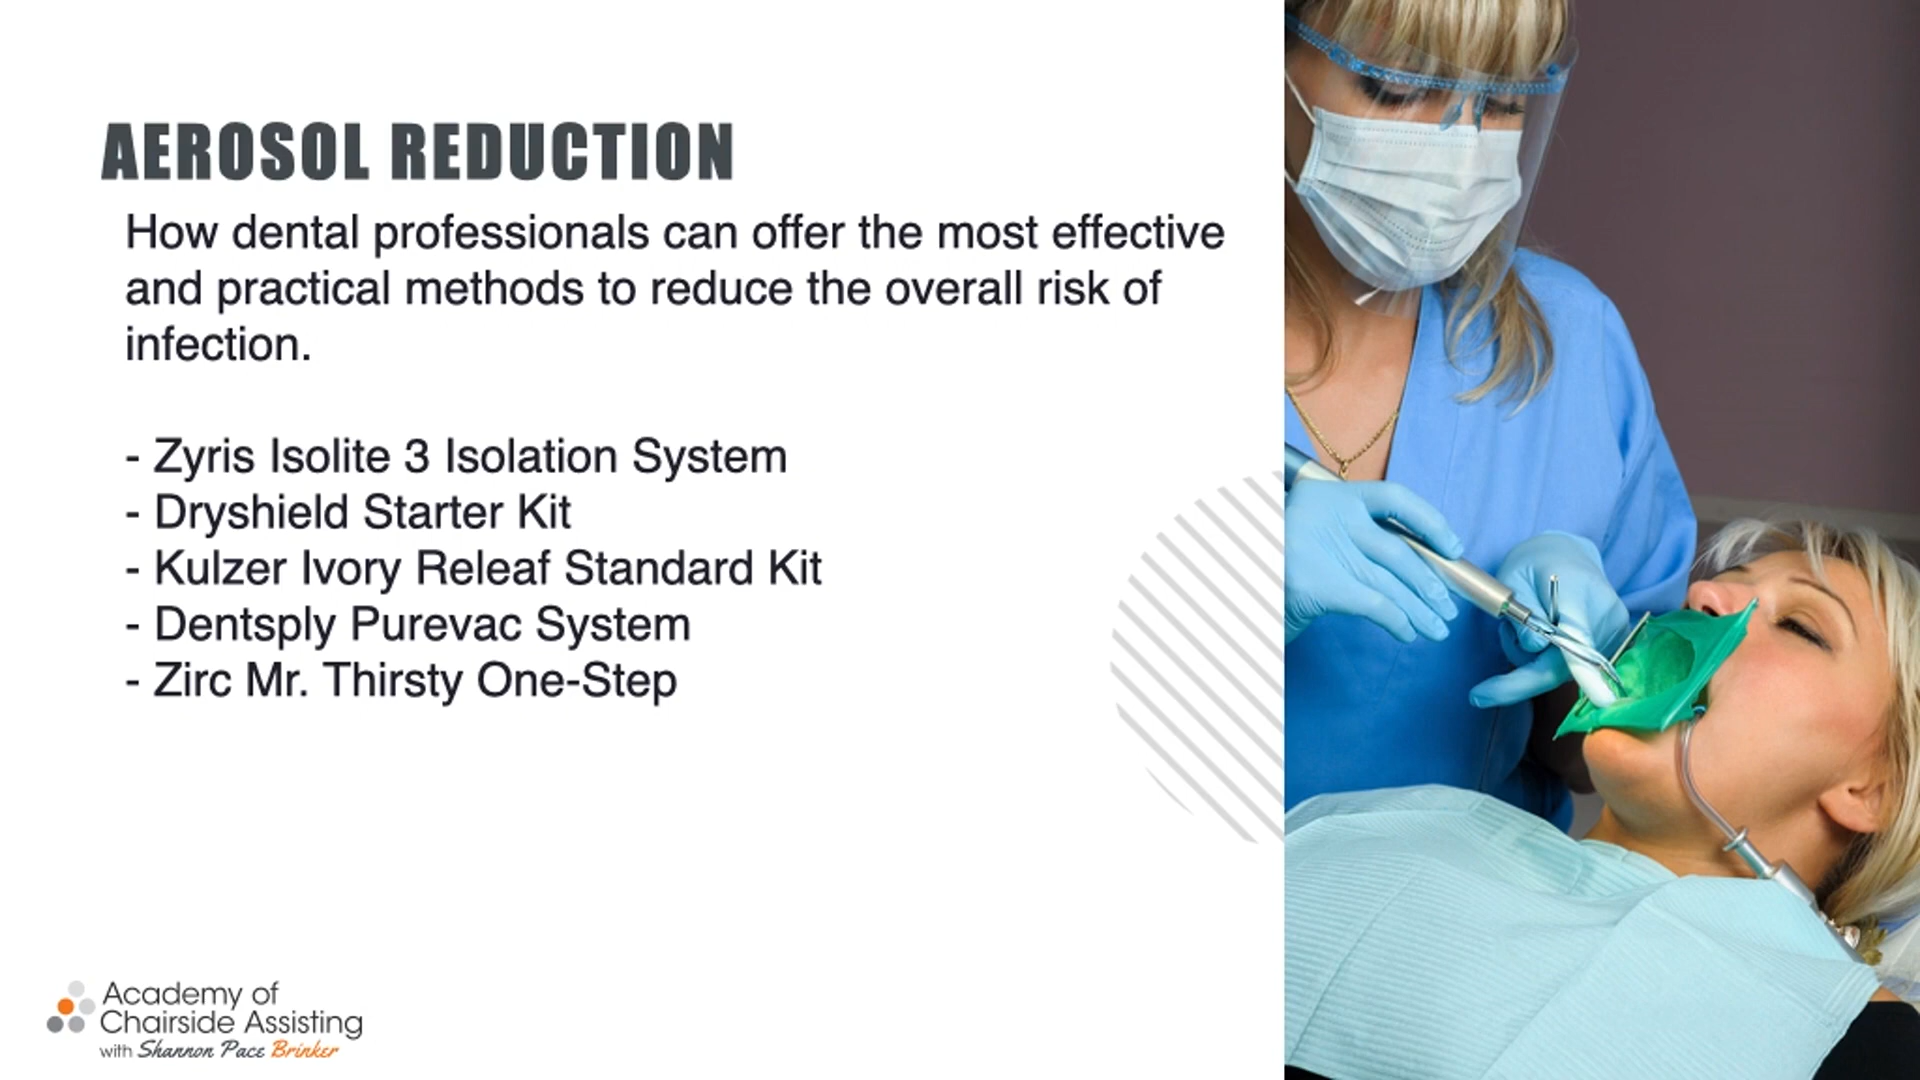 AEROSOL REDUCTION
How dental professionals can offer the most effective
and practical methods to reduce the overall risk of
infection.
- Zyris Isolite 3 Isolation System
- Dryshield Starter Kit
- Kulzer Ivory Releaf Standard Kit
- Dentsply Purevac System
- Zirc Mr. Thirsty One-Step
Academy of
Chairside Assisting
with Shannon Pace Brinker